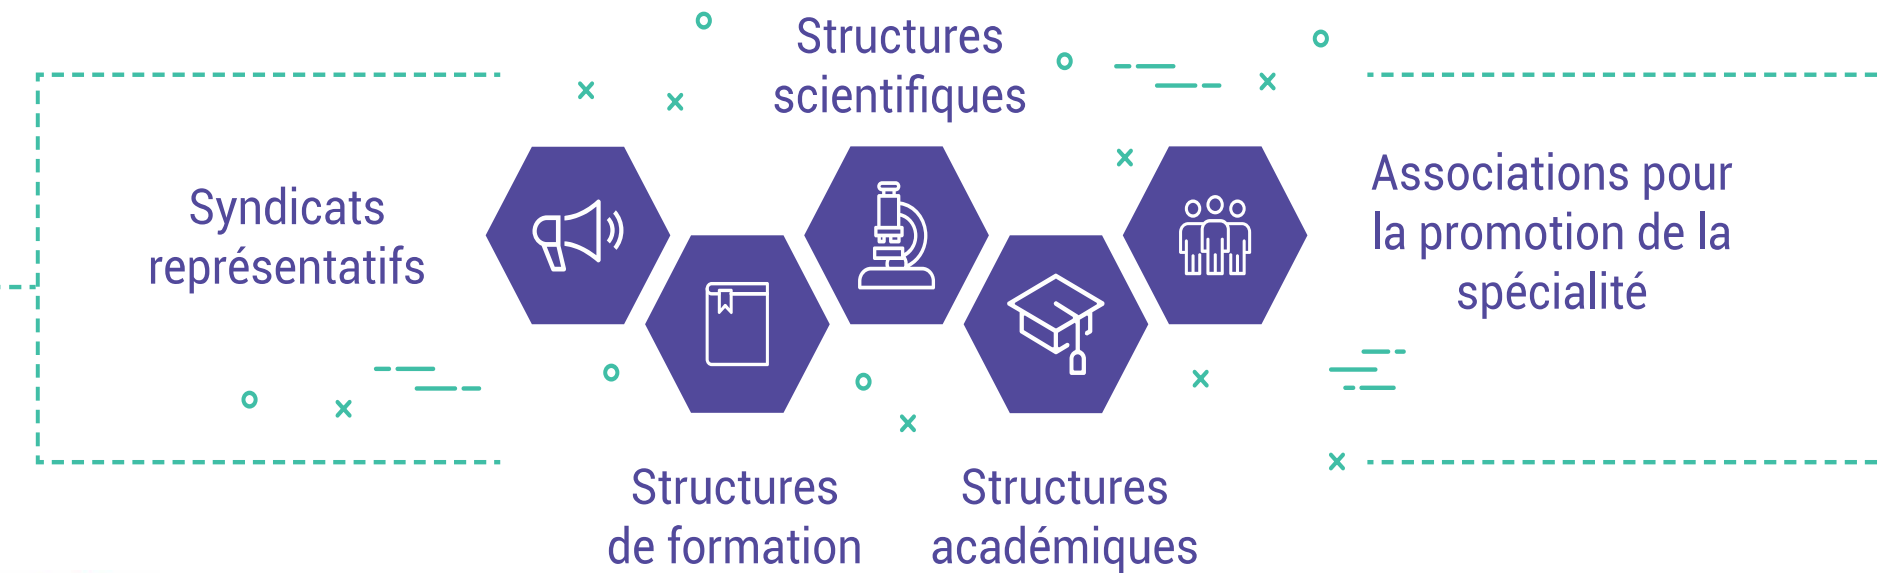 Structures
scientifiques
Syndicats
représentatifs
Associations pour
la promotion de la
spécialité
Structures
de formation
Structures
académiques